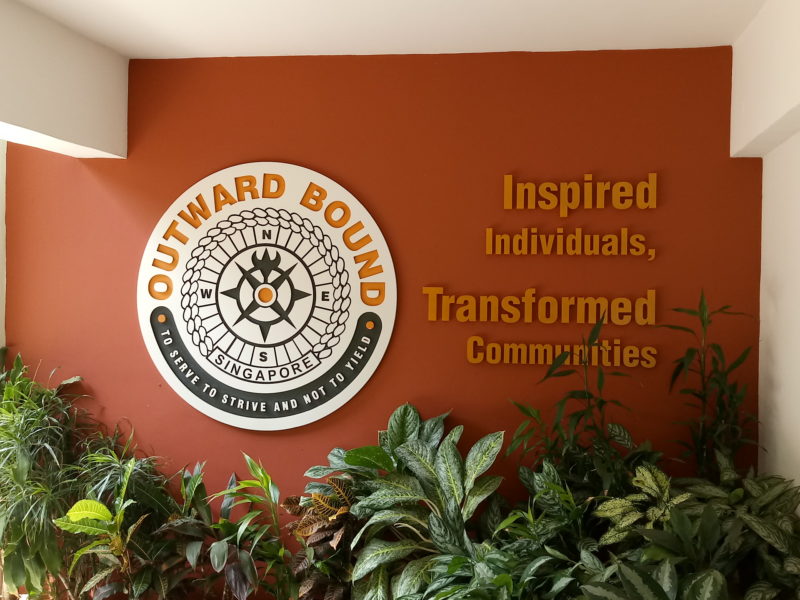 OUTWARD BOUND
N
W
E
S
SINGAPORE
TO SERVE TO STRIVE AND NOT TO YIELD
Inspired
Individuals,
Transformed
Communities